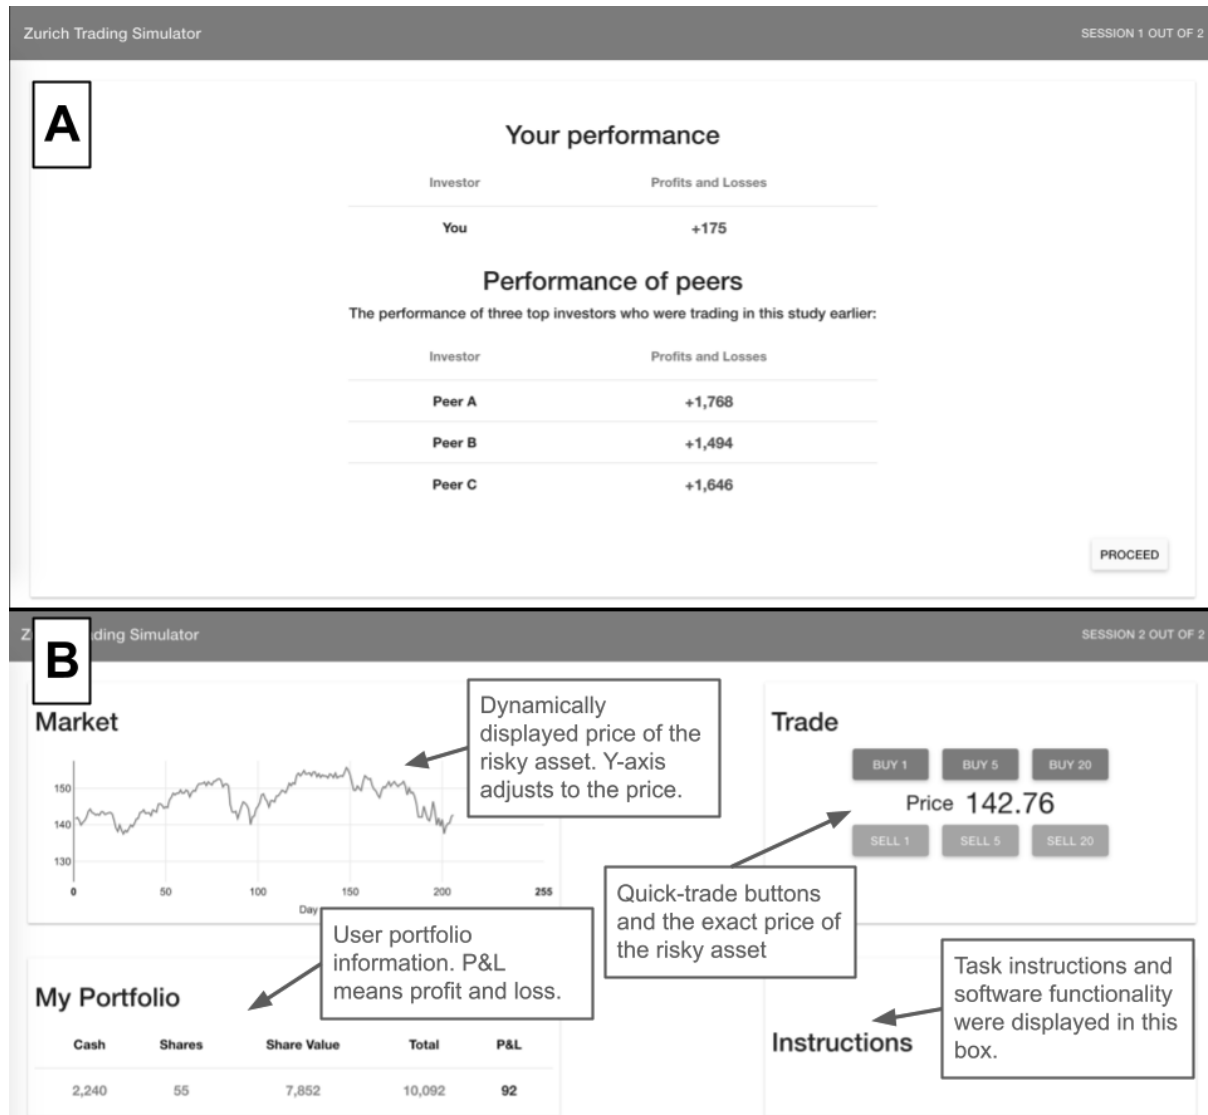 Zurich Trading Simulator
SESSION 1 OUT OF 2
A
Your performance
Investor Profits and Losses
You +175
Performance of peers
The performance of three top investors who were trading in this study earlier:
Investor Profits and Losses
Peer A +1,768
Peer B +1,494
Peer C +1,646
PROCEED
Z ding Simulator
SESSION 2 OUT OF 2
B
Market
150
140
130
0 50 100 150 200 255
Day
Dynamically
displayed price of the
risky asset. Y-axis
adjusts to the price.
Trade
BUY 1 BUY 5 BUY 20
Price 142.76
SELL 1 SELL 5 SELL 20
Quick-trade buttons
and the exact price of
the risky asset
User portfolio
information. P&L
means profit and loss.
My Portfolio
Cash Shares Share Value Total P&L
2,240 55 7,852 10,092 92
Task instructions and
software functionality
were displayed in this
box.
Instructions